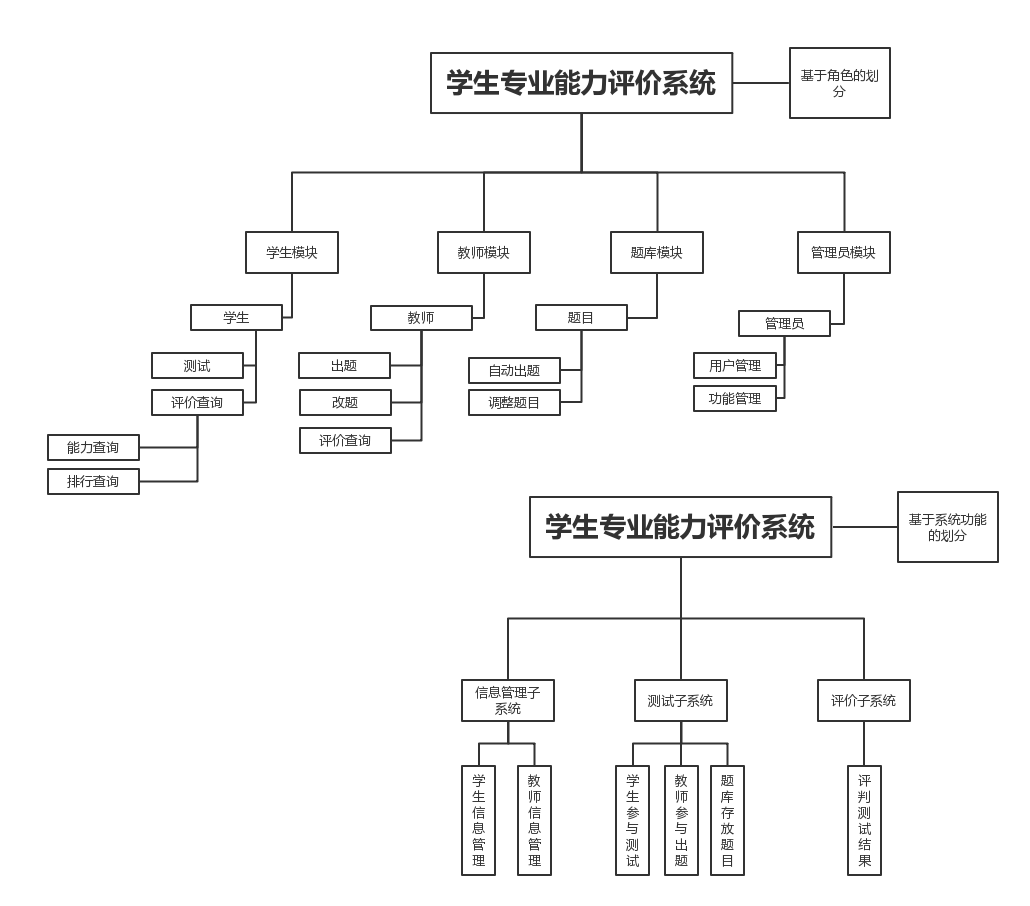 学生专业能力评价系统
基于角色的划
分
学生模块
教师模块
题库模块
管理员模块
学生
教师
题目
管理员
测试
出题
自动出题
用户管理
评价查询
改题
调整题目
功能管理
能力查询
评价查询
排行查询
学生专业能力评价系统
基于系统功能
的划分
信息管理子
系统
测试子系统
评价子系统
学生信息管理
教师信息管理
学生参与测试
教师参与出题
题库存放题目
评判测试结果